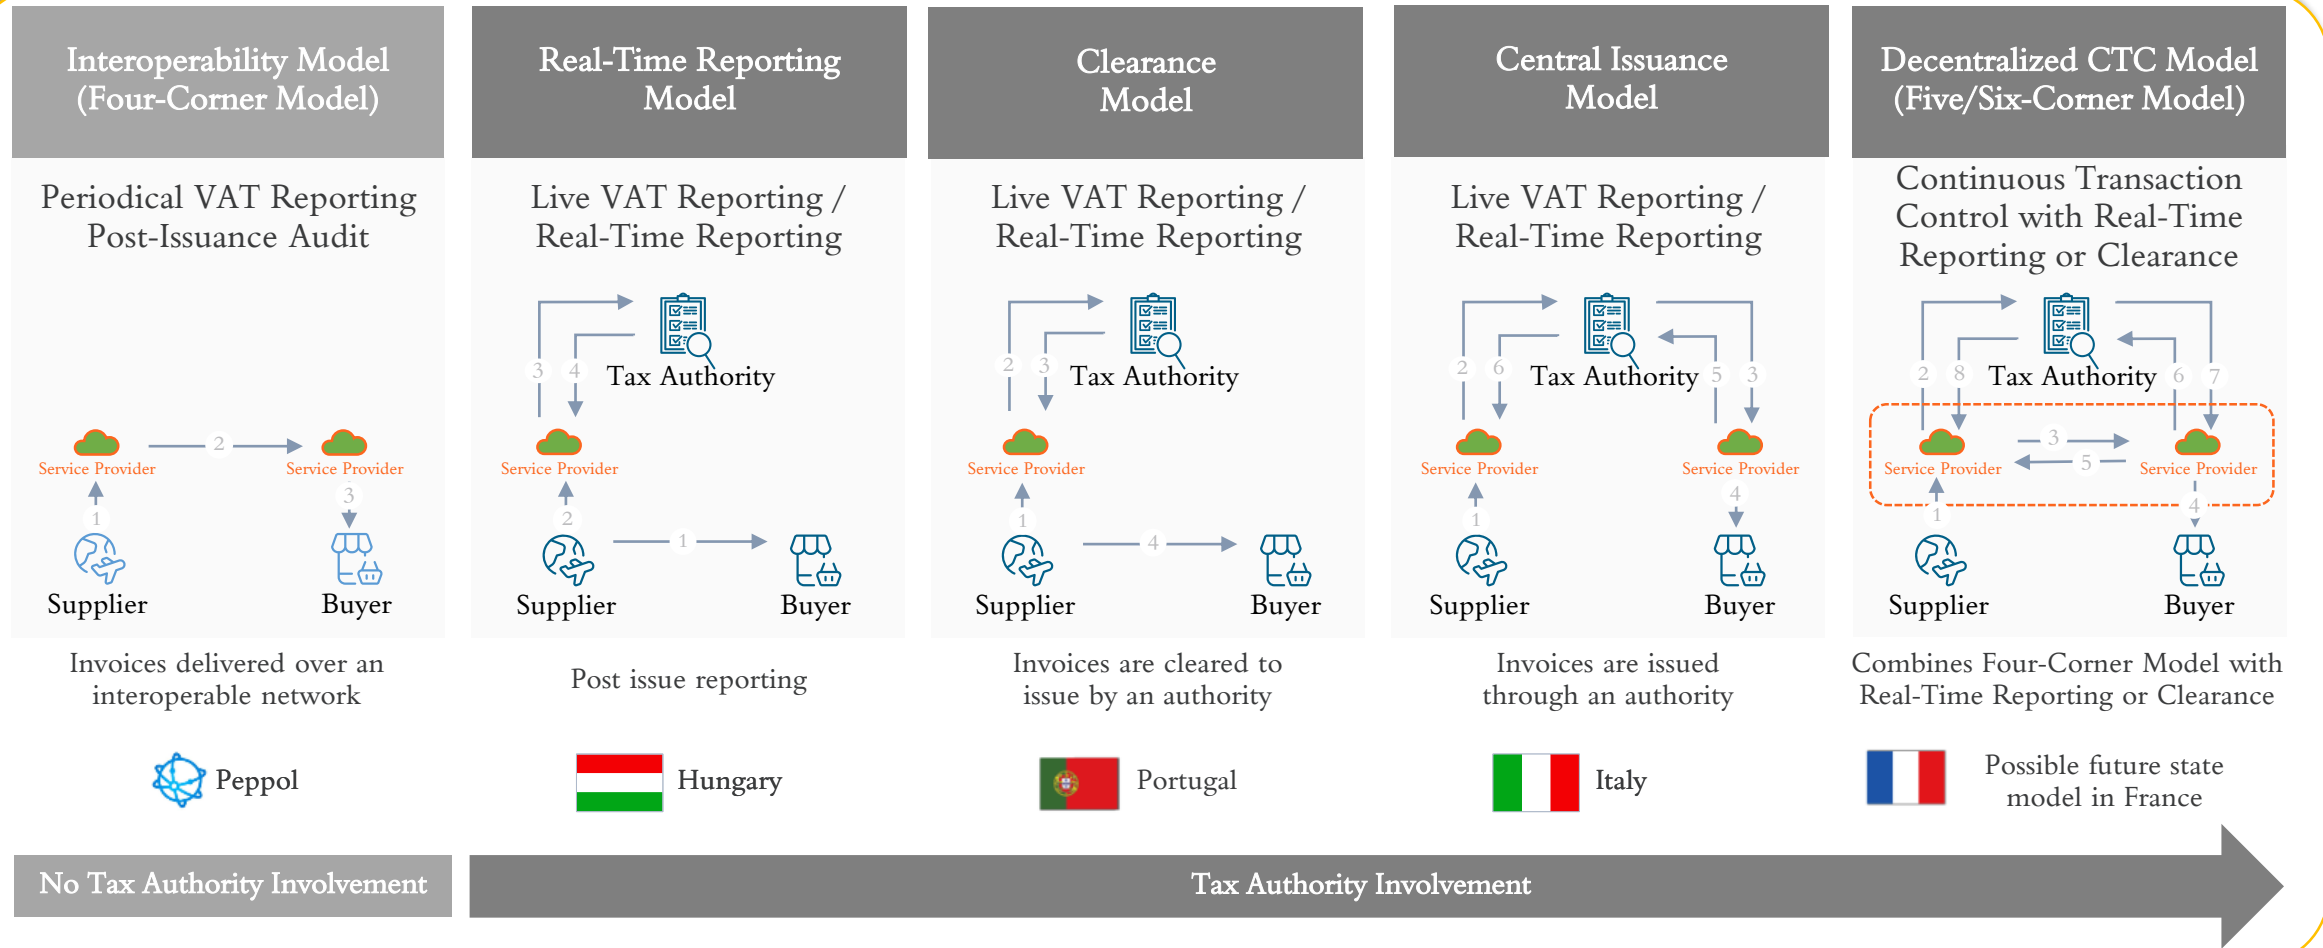 Interoperability Model
(Four-Corner Model)
Periodical VAT Reporting
Post-Issuance Audit
2
Service Provider
Service Provider
1
3
Supplier
Buyer
Invoices delivered over an
interoperable network
Peppol
Real-Time Reporting
Model
Live VAT Reporting /
Real-Time Reporting
3
4
Tax Authority
Service Provider
2
1
Supplier
Buyer
Post issue reporting
Hungary
Clearance
Model
Live VAT Reporting /
Real-Time Reporting
2
3
Tax Authority
Service Provider
1
4
Supplier
Buyer
Invoices are cleared to
issue by an authority
Portugal
Central Issuance
Model
Live VAT Reporting /
Real-Time Reporting
2
6
Tax Authority
5
3
Service Provider
Service Provider
1
4
Supplier
Buyer
Invoices are issued
through an authority
Italy
Decentralized CTC Model
(Five/Six-Corner Model)
Continuous Transaction
Control with Real-Time
Reporting or Clearance
2
8
Tax Authority
6
7
3
5
Service Provider
Service Provider
1
4
Supplier
Buyer
Combines Four-Corner Model with
Real-Time Reporting or Clearance
Possible future state
model in France
No Tax Authority Involvement
Tax Authority Involvement